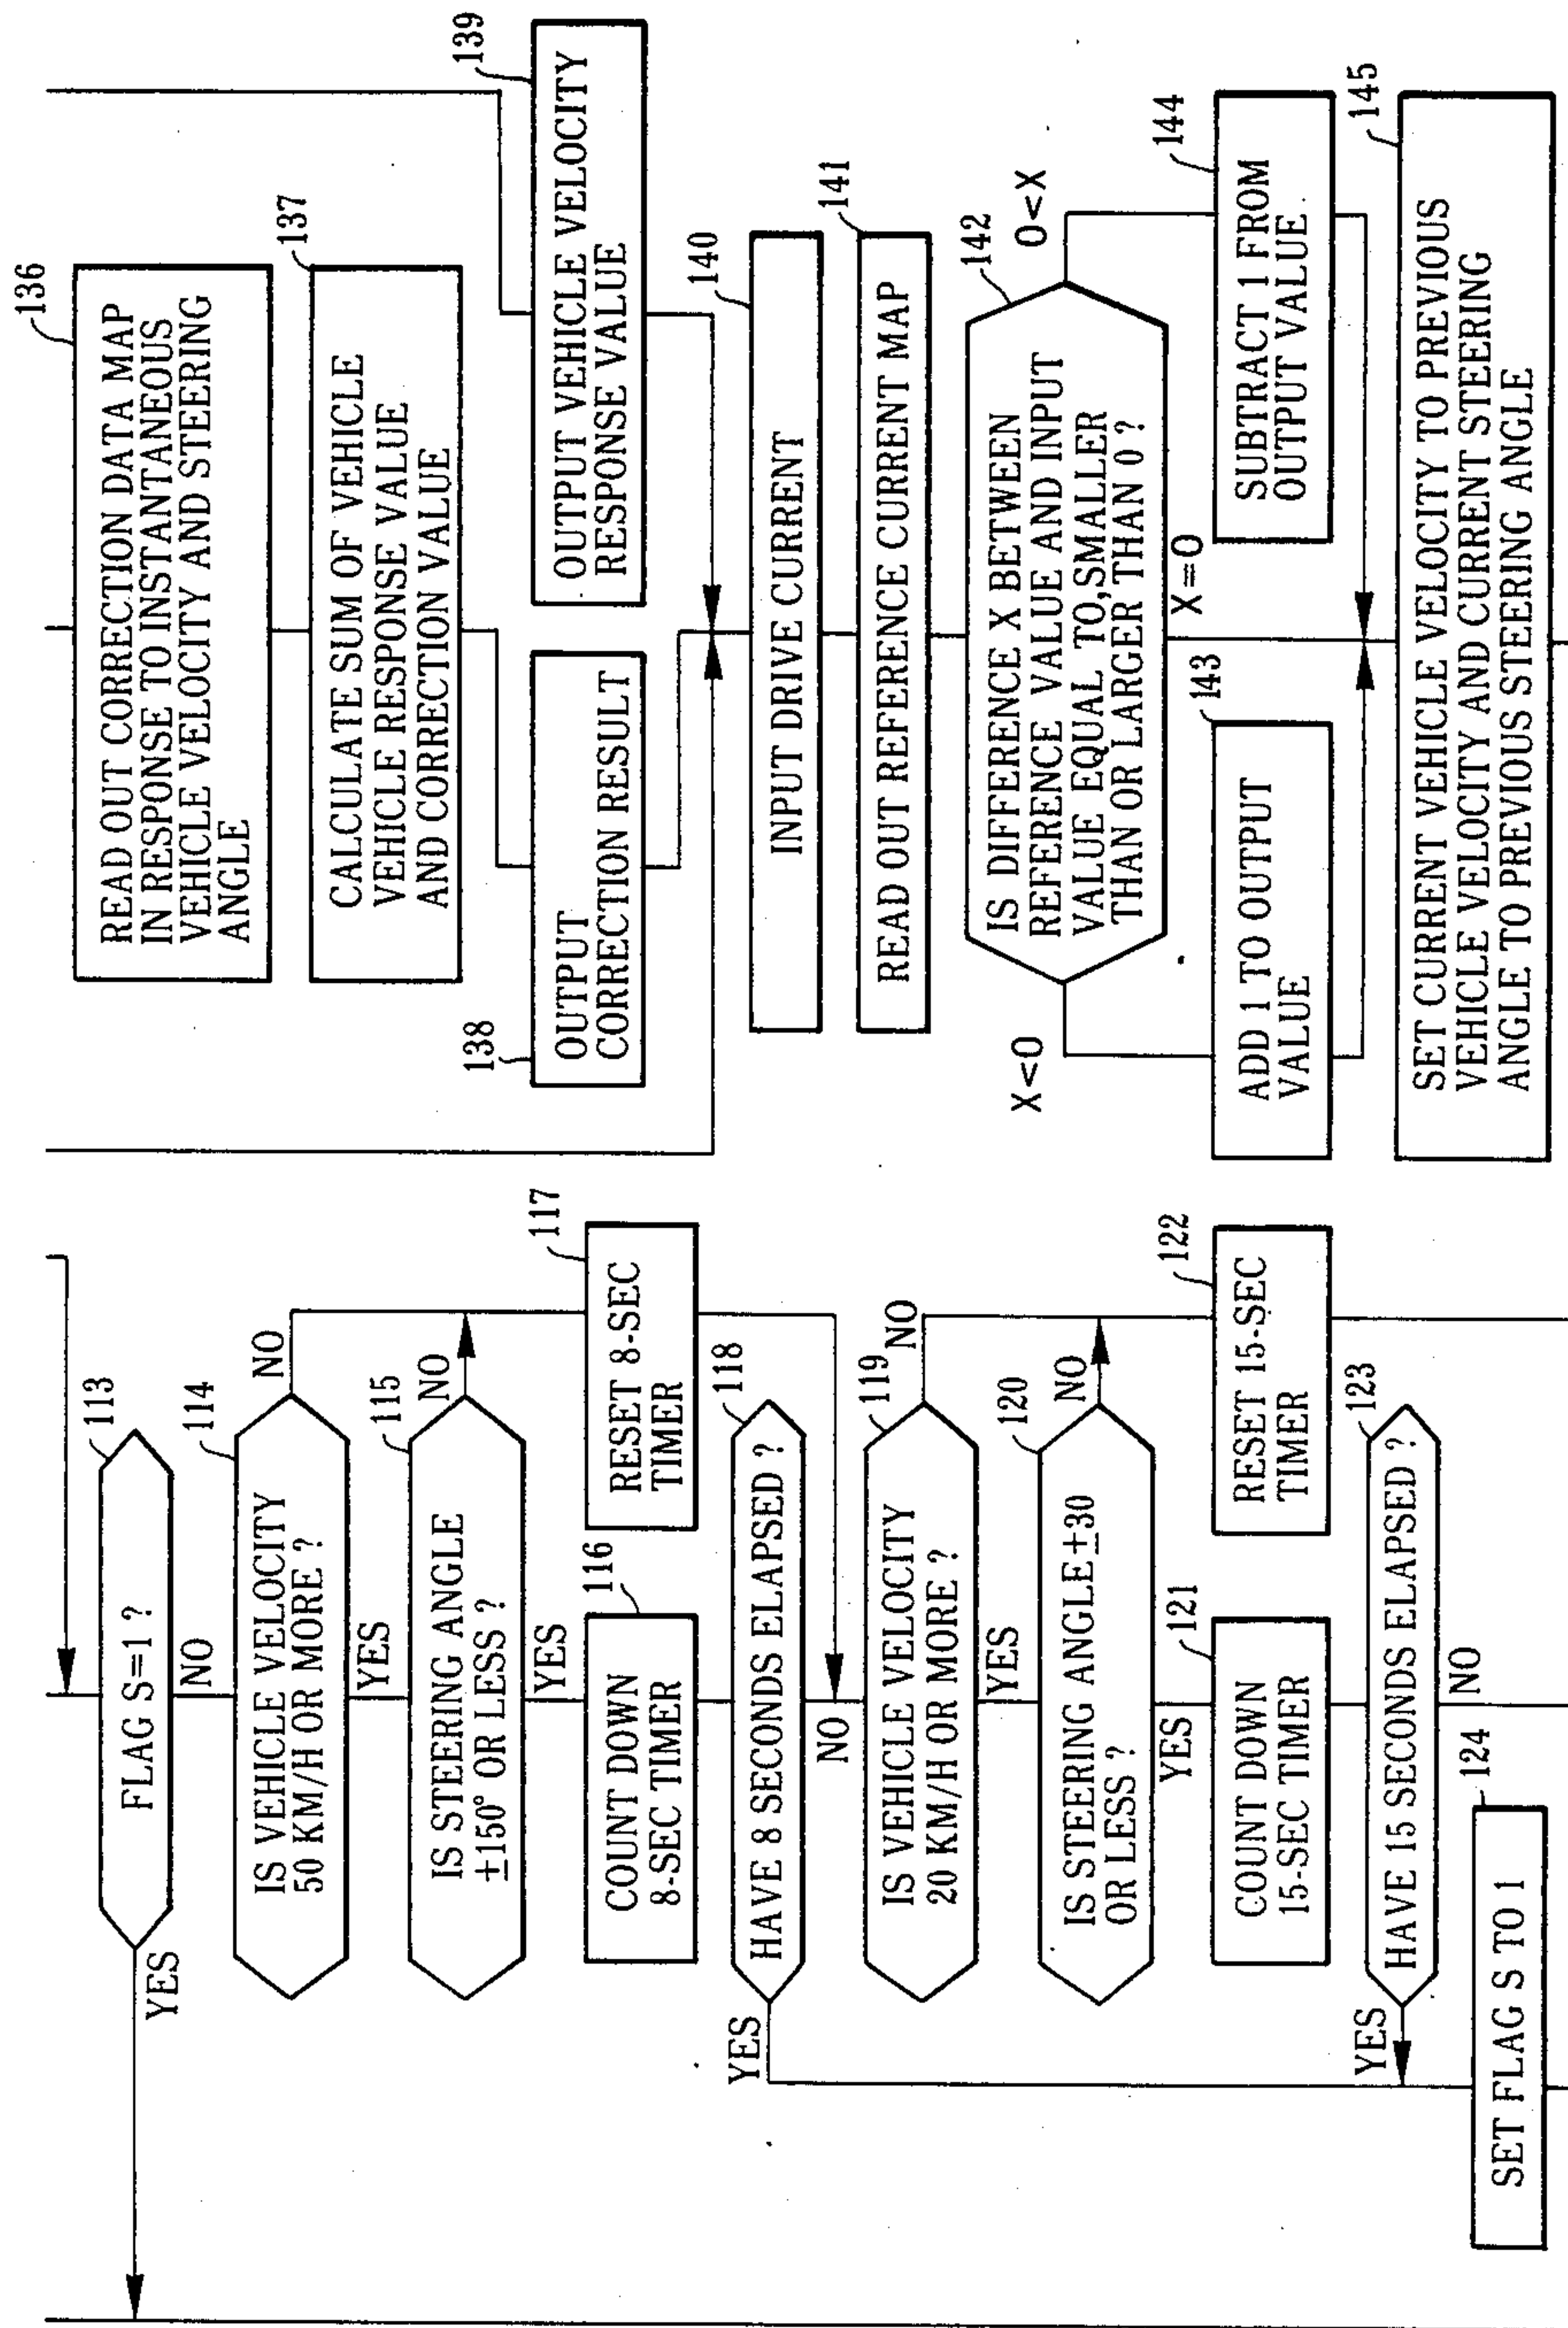 113
FLAG S=1 ?
YES
NO
114
IS VEHICLE VELOCITY
50 KM/H OR MORE ?
NO
YES
115
IS STEERING ANGLE
±150° OR LESS ?
NO
YES
116
COUNT DOWN
8-SEC TIMER
117
RESET 8-SEC
TIMER
118
HAVE 8 SECONDS ELAPSED ?
YES
NO
119
IS VEHICLE VELOCITY
20 KM/H OR MORE ?
NO
YES
120
IS STEERING ANGLE±30
OR LESS ?
NO
YES
121
COUNT DOWN
15-SEC TIMER
122
RESET 15-SEC
TIMER
123
HAVE 15 SECONDS ELAPSED ?
YES
NO
124
SET FLAG S TO 1
136
READ OUT CORRECTION DATA MAP
IN RESPONSE TO INSTANTANEOUS
VEHICLE VELOCITY AND STEERING
ANGLE
137
CALCULATE SUM OF VEHICLE
VEHICLE RESPONSE VALUE
AND CORRECTION VALUE
138
OUTPUT
CORRECTION RESULT
139
OUTPUT VEHICLE VELOCITY
RESPONSE VALUE
140
INPUT DRIVE CURRENT
141
READ OUT REFERENCE CURRENT MAP
142
IS DIFFERENCE X BETWEEN
REFERENCE VALUE AND INPUT
VALUE EQUAL TO,SMALLER
THAN OR LARGER THAN 0 ?
X<0
X=0
0<X
143
ADD 1 TO OUTPUT
VALUE
144
SUBTRACT 1 FROM
OUTPUT VALUE
145
SET CURRENT VEHICLE VELOCITY TO PREVIOUS
VEHICLE VELOCITY AND CURRENT STEERING
ANGLE TO PREVIOUS STEERING ANGLE